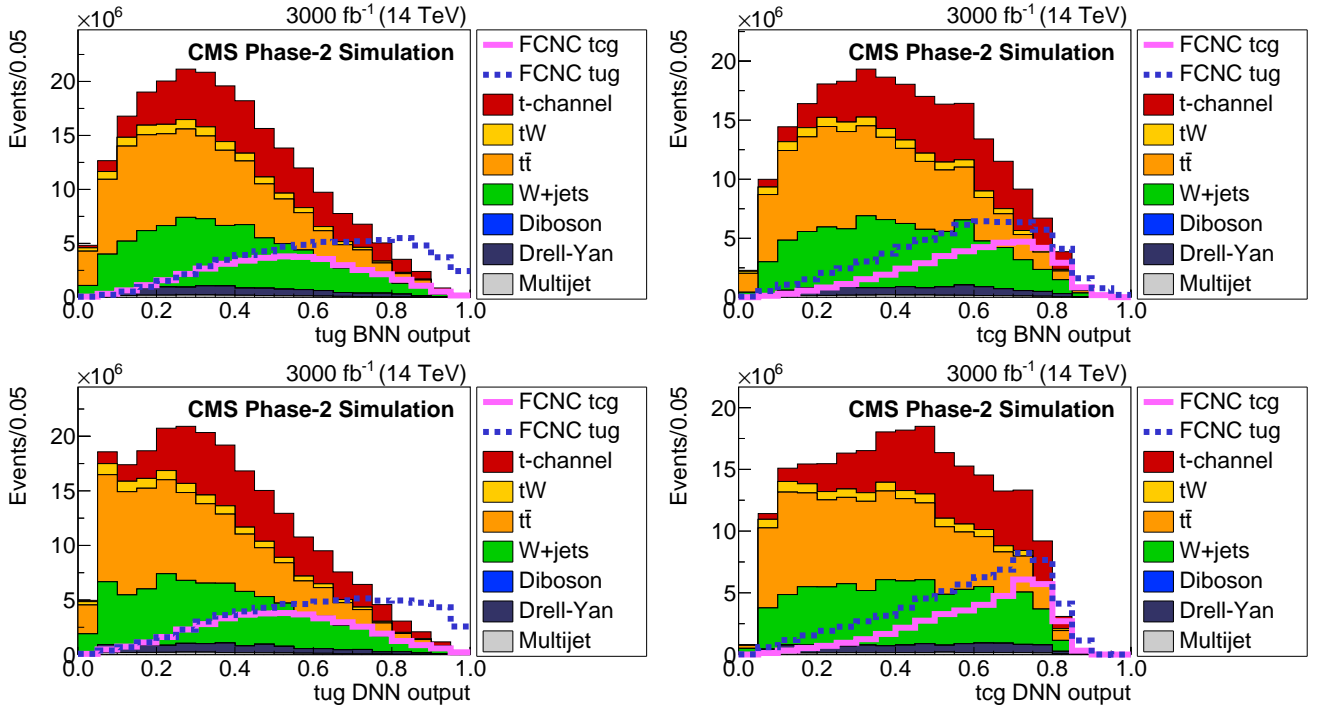 ×10⁶
3000 fb⁻¹ (14 TeV)
CMS Phase-2 Simulation
Events/0.05
20
15
10
5
0
0.0 0.2 0.4 0.6 0.8 1.0
tug BNN output
FCNC tcg
FCNC tug
t-channel
tW
tt̄
W+jets
Diboson
Drell-Yan
Multijet
×10⁶
3000 fb⁻¹ (14 TeV)
CMS Phase-2 Simulation
Events/0.05
20
15
10
5
0
0.0 0.2 0.4 0.6 0.8 1.0
tcg BNN output
FCNC tcg
FCNC tug
t-channel
tW
tt̄
W+jets
Diboson
Drell-Yan
Multijet
×10⁶
3000 fb⁻¹ (14 TeV)
CMS Phase-2 Simulation
Events/0.05
20
15
10
5
0
0.0 0.2 0.4 0.6 0.8 1.0
tug DNN output
FCNC tcg
FCNC tug
t-channel
tW
tt̄
W+jets
Diboson
Drell-Yan
Multijet
×10⁶
3000 fb⁻¹ (14 TeV)
CMS Phase-2 Simulation
Events/0.05
20
15
10
5
0
0.0 0.2 0.4 0.6 0.8 1.0
tcg DNN output
FCNC tcg
FCNC tug
t-channel
tW
tt̄
W+jets
Diboson
Drell-Yan
Multijet